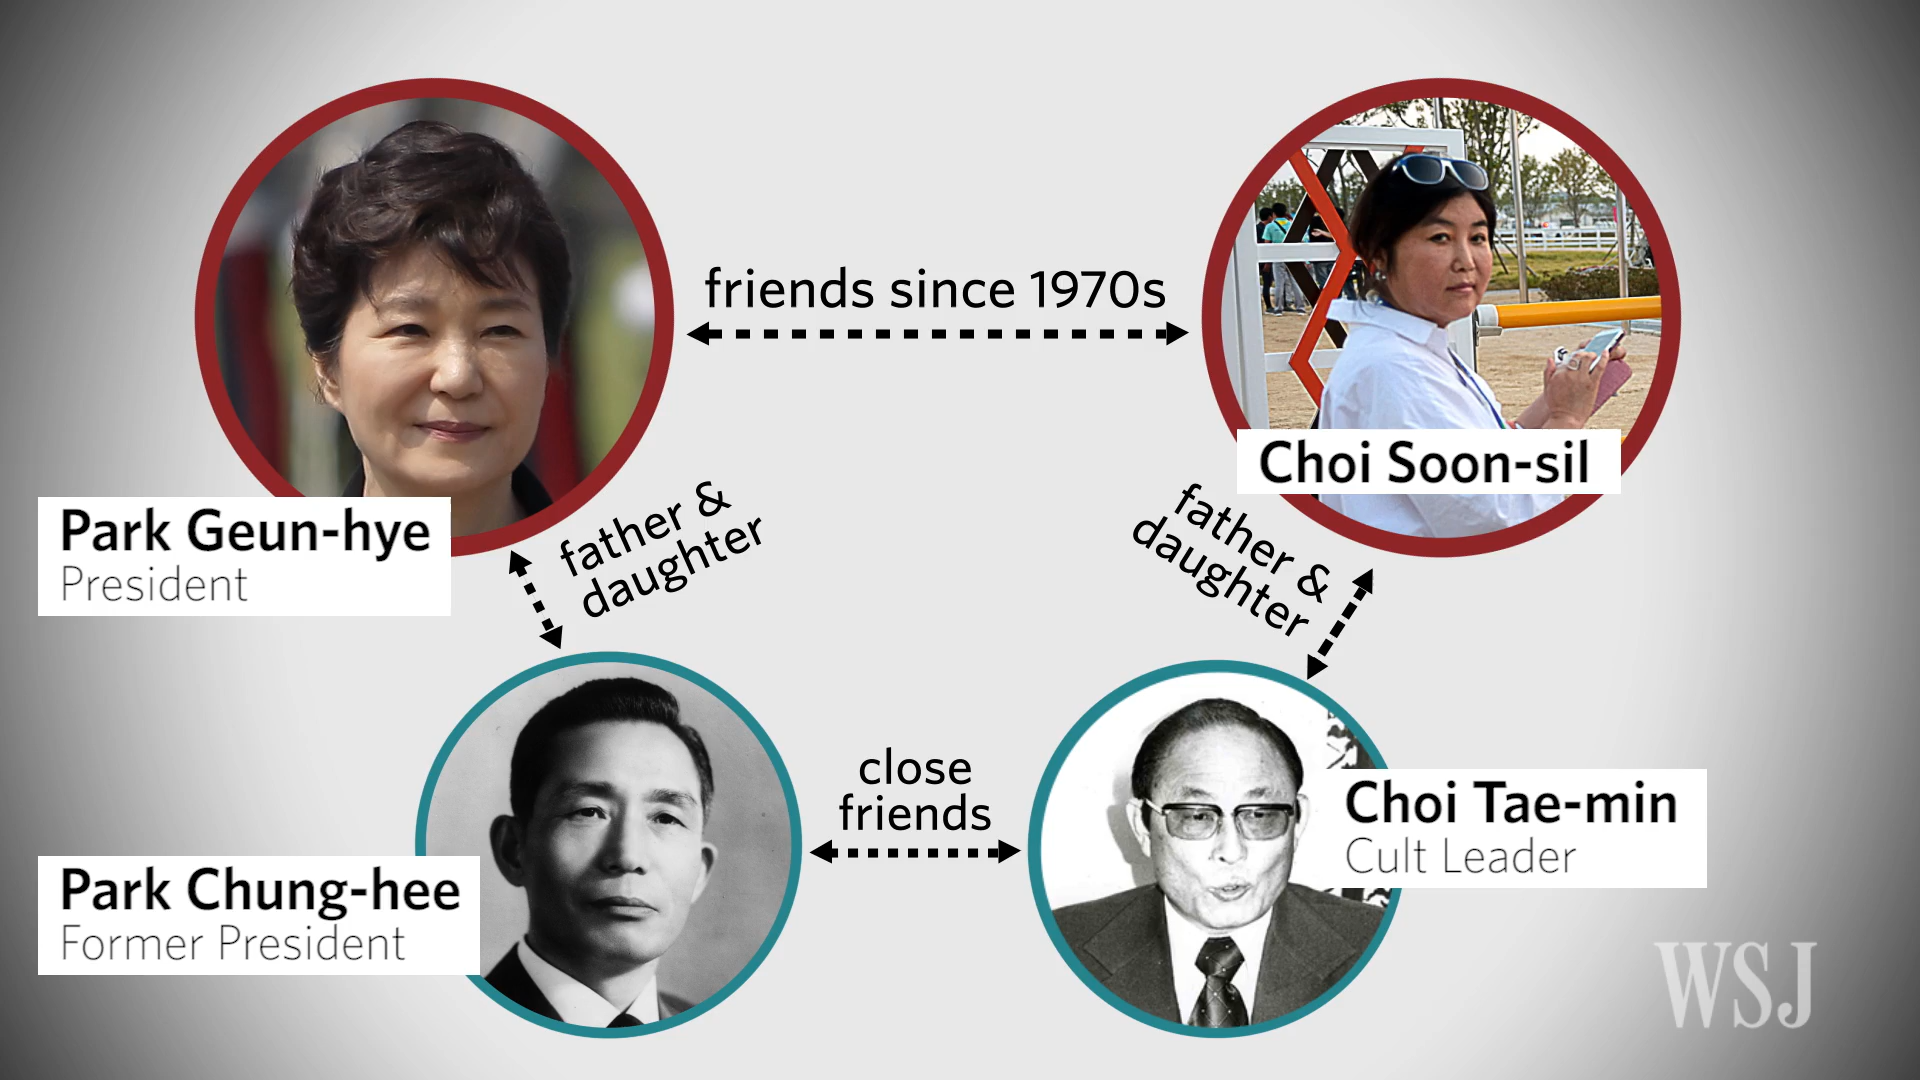 friends since 1970s
Choi Soon-sil
Park Geun-hye
President
father &
daughter
father &
daughter
close
friends
Choi Tae-min
Cult Leader
Park Chung-hee
Former President
WSJ